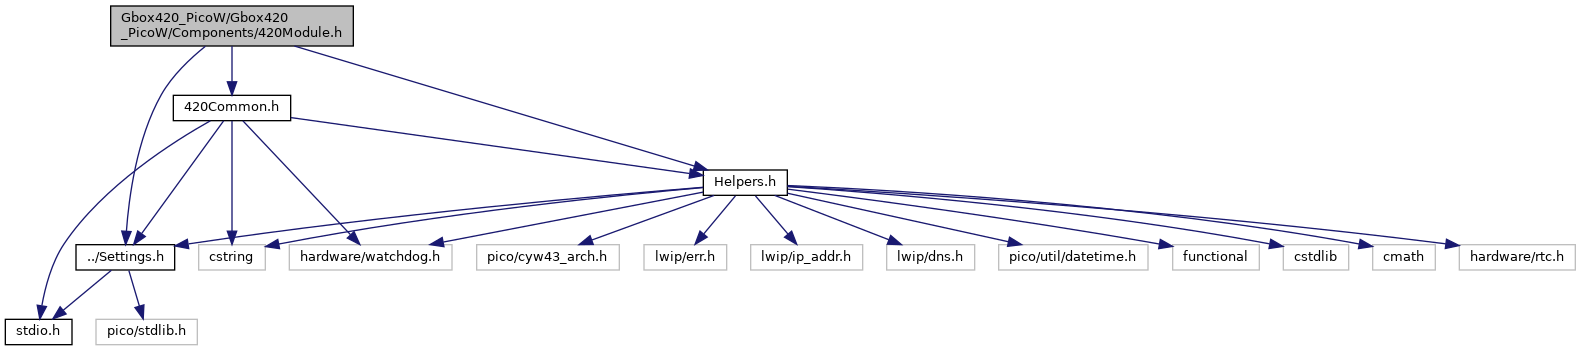 Gbox420_PicoW/Gbox420
_PicoW/Components/420Module.h
420Common.h
Helpers.h
../Settings.h
cstring
hardware/watchdog.h
pico/cyw43_arch.h
lwip/err.h
lwip/ip_addr.h
lwip/dns.h
pico/util/datetime.h
functional
cstdlib
cmath
hardware/rtc.h
stdio.h
pico/stdlib.h